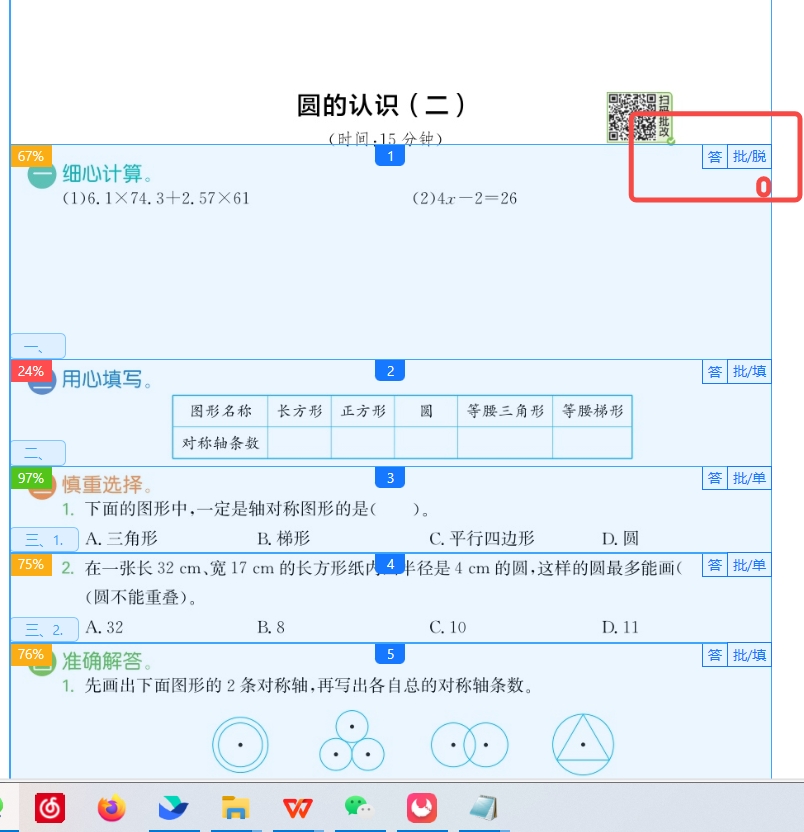 圆的认识(二)
扫码批改
(时间:15 分钟)
67%
1
答 批/脱
一 细心计算。
0
(1)6.1×74.3+2.57×61 (2)4x-2=26
一、
24%
2
答 批/填
二 用心填写。
图形名称 长方形 正方形 圆 等腰三角形 等腰梯形
对称轴条数
二、
97%
3
答 批/单
三 慎重选择。
1. 下面的图形中,一定是轴对称图形的是( )。
三、1.
A. 三角形 B. 梯形 C. 平行四边形 D. 圆
75%
4
答 批/单
2. 在一张长 32 cm、宽 17 cm 的长方形纸内 半径是 4 cm 的圆,这样的圆最多能画(
(圆不能重叠)。
三、2.
A. 32 B. 8 C. 10 D. 11
76%
5
答 批/填
准确解答。
1. 先画出下面图形的 2 条对称轴,再写出各自总的对称轴条数。